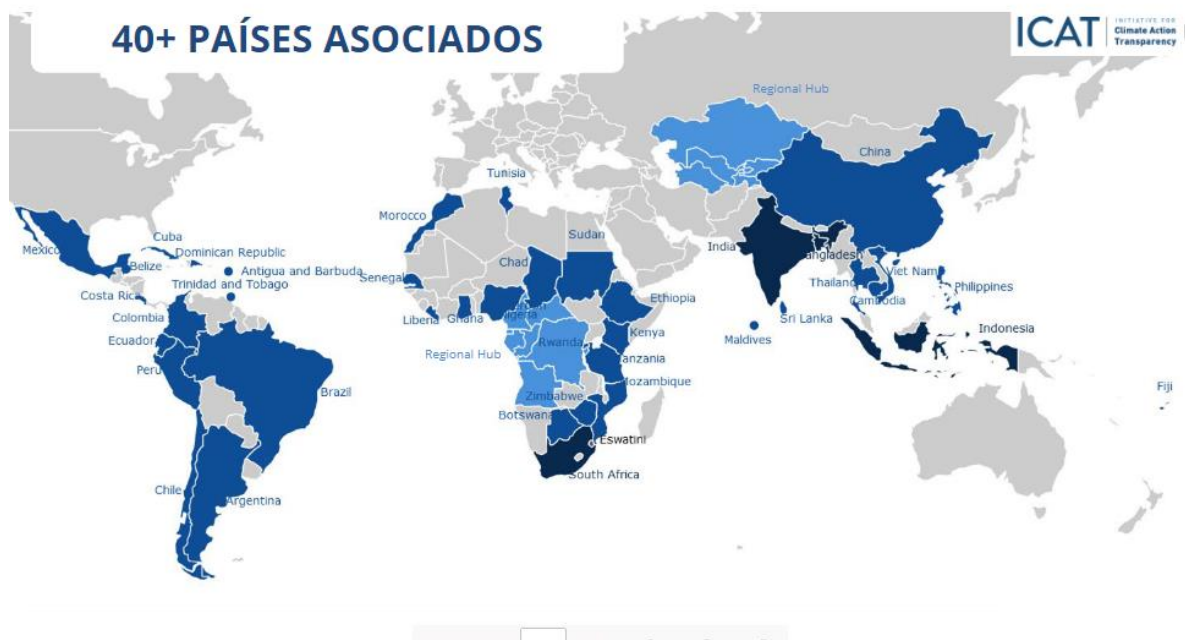 40+ PAÍSES ASOCIADOS
ICAT
INITIATIVE FOR
Climate Action
Transparency
Regional Hub
China
Tunisia
Morocco
Sudan
Cuba
Mexico
Dominican Republic
India
Belize
Antigua and Barbuda
Senegal
Chad
Viet Nam
Trinidad and Tobago
Thailand
Philippines
Costa Rica
Ethiopia
Cambodia
Colombia
Liberia
Ghana
Nigeria
Sri Lanka
Indonesia
Ecuador
Rwanda
Kenya
Maldives
Regional Hub
Tanzania
Peru
Mozambique
Brazil
Zimbabwe
Fiji
Botswana
Eswatini
South Africa
Chile
Argentina